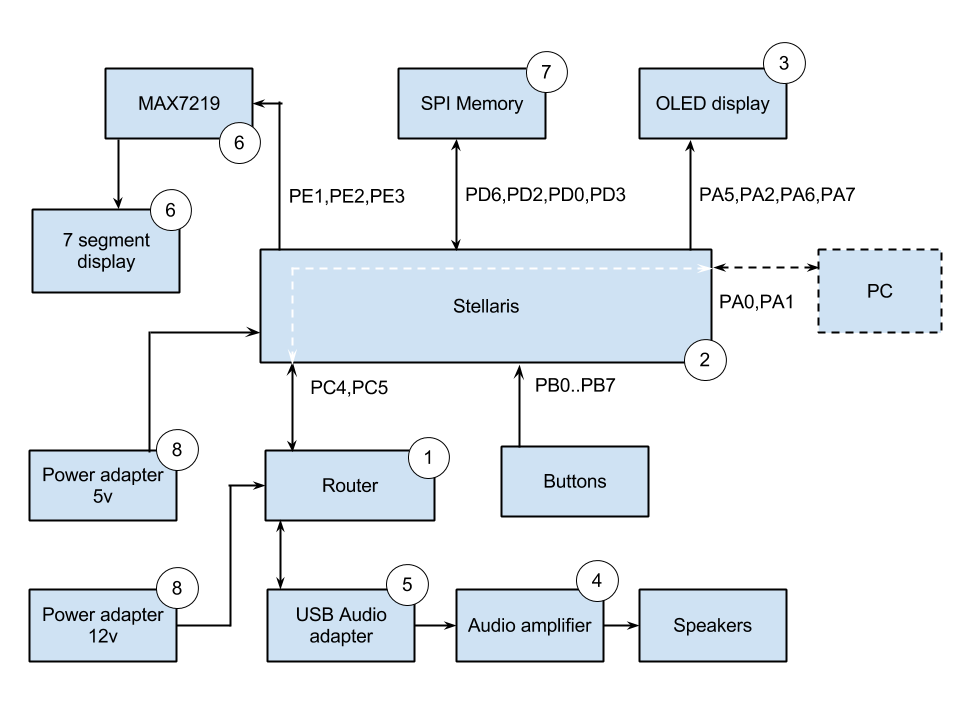 3
7
MAX7219
SPI Memory
OLED display
6
6
PE1,PE2,PE3
PD6,PD2,PD0,PD3
PA5,PA2,PA6,PA7
7 segment
display
Stellaris
PC
PA0,PA1
2
PC4,PC5
PB0..PB7
8
1
Power adapter
5v
Router
Buttons
8
5
4
Power adapter
12v
USB Audio
adapter
Audio amplifier
Speakers